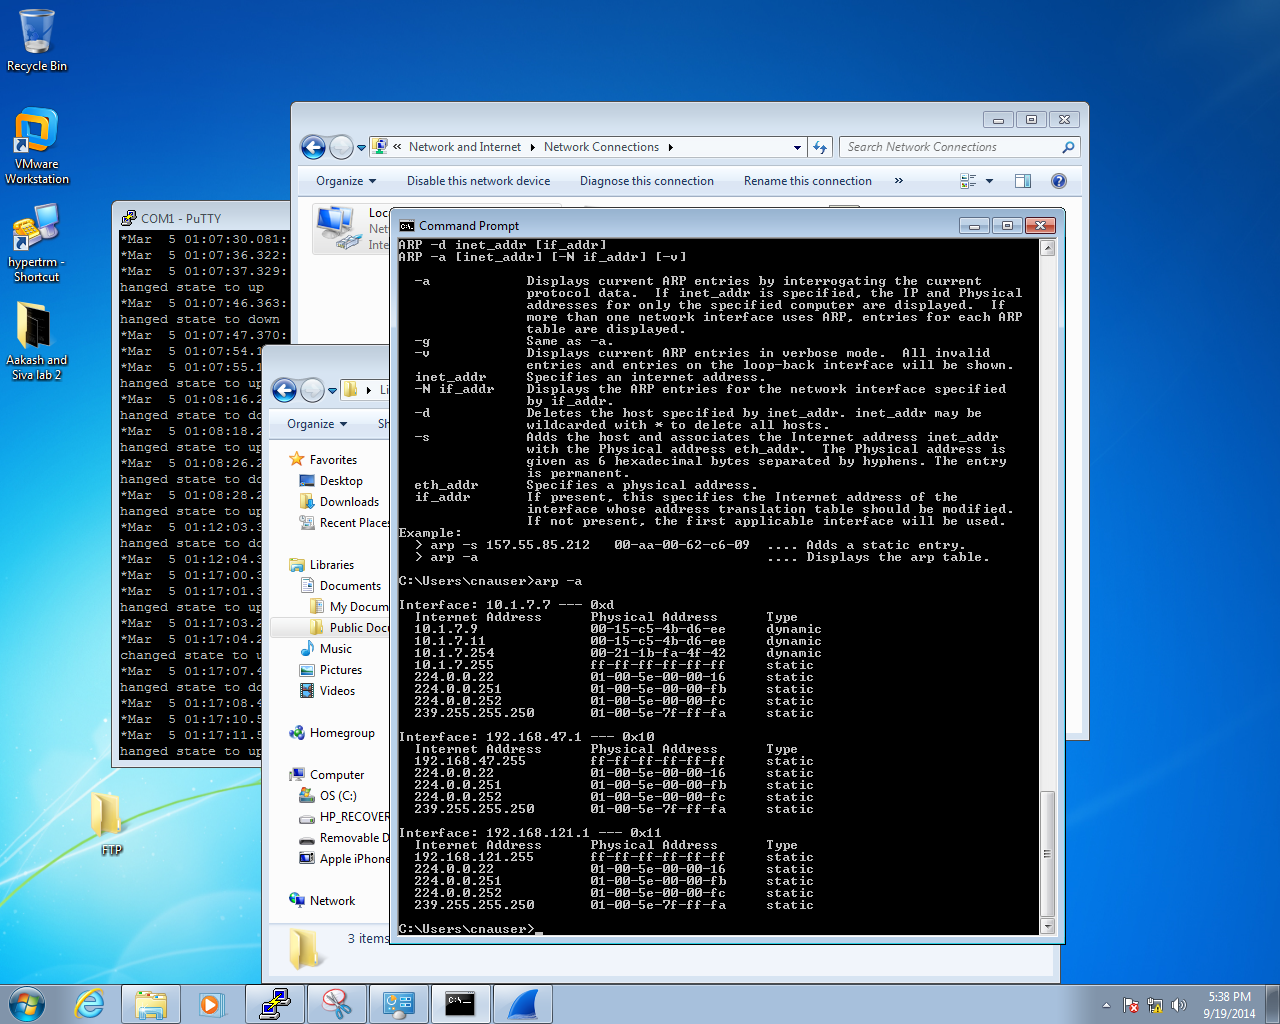 Recycle Bin
VMware
Workstation
hypertrm -
Shortcut
Aakash and
Siva lab 2
FTP
Network and Internet
Network Connections
Search Network Connections
Organize
Disable this network device
Diagnose this connection
Rename this connection
»
Loc
Net
Inte
COM1 - PuTTY
*Mar  5 01:07:30.081:
*Mar  5 01:07:36.322:
*Mar  5 01:07:37.329:
hanged state to up
*Mar  5 01:07:46.363:
hanged state to down
*Mar  5 01:07:47.370:
*Mar  5 01:07:54.1
*Mar  5 01:07:55.1
hanged state to up
*Mar  5 01:08:16.2
hanged state to do
*Mar  5 01:08:18.2
hanged state to up
*Mar  5 01:08:26.2
hanged state to do
*Mar  5 01:08:28.2
hanged state to up
*Mar  5 01:12:03.3
hanged state to do
*Mar  5 01:12:04.3
*Mar  5 01:17:00.3
*Mar  5 01:17:01.3
hanged state to up
*Mar  5 01:17:03.2
*Mar  5 01:17:04.2
changed state to u
*Mar  5 01:17:07.4
hanged state to do
*Mar  5 01:17:08.4
*Mar  5 01:17:10.5
*Mar  5 01:17:11.5
hanged state to up
Li
Organize
Sh
Favorites
Desktop
Downloads
Recent Places
Libraries
Documents
My Docum
Public Docu
Music
Pictures
Videos
Homegroup
Computer
OS (C:)
HP_RECOVER
Removable D
Apple iPhone
Network
3 items
Command Prompt
ARP -d inet_addr [if_addr]
ARP -a [inet_addr] [-N if_addr] [-v]
-a            Displays current ARP entries by interrogating the current
protocol data.  If inet_addr is specified, the IP and Physical
addresses for only the specified computer are displayed.  If
more than one network interface uses ARP, entries for each ARP
table are displayed.
-g            Same as -a.
-v            Displays current ARP entries in verbose mode.  All invalid
entries and entries on the loop-back interface will be shown.
inet_addr     Specifies an internet address.
-N if_addr    Displays the ARP entries for the network interface specified
by if_addr.
-d            Deletes the host specified by inet_addr. inet_addr may be
wildcarded with * to delete all hosts.
-s            Adds the host and associates the Internet address inet_addr
with the Physical address eth_addr.  The Physical address is
given as 6 hexadecimal bytes separated by hyphens. The entry
is permanent.
eth_addr      Specifies a physical address.
if_addr       If present, this specifies the Internet address of the
interface whose address translation table should be modified.
If not present, the first applicable interface will be used.
Example:
> arp -s 157.55.85.212   00-aa-00-62-c6-09  .... Adds a static entry.
> arp -a                                    .... Displays the arp table.
C:\Users\cnauser>arp -a
Interface: 10.1.7.7 --- 0xd
Internet Address      Physical Address      Type
10.1.7.9              00-15-c5-4b-d6-ee     dynamic
10.1.7.11             00-15-c5-4b-d6-ee     dynamic
10.1.7.254            00-21-1b-fa-4f-42     dynamic
10.1.7.255            ff-ff-ff-ff-ff-ff     static
224.0.0.22            01-00-5e-00-00-16     static
224.0.0.251           01-00-5e-00-00-fb     static
224.0.0.252           01-00-5e-00-00-fc     static
239.255.255.250       01-00-5e-7f-ff-fa     static
Interface: 192.168.47.1 --- 0x10
Internet Address      Physical Address      Type
192.168.47.255        ff-ff-ff-ff-ff-ff     static
224.0.0.22            01-00-5e-00-00-16     static
224.0.0.251           01-00-5e-00-00-fb     static
224.0.0.252           01-00-5e-00-00-fc     static
239.255.255.250       01-00-5e-7f-ff-fa     static
Interface: 192.168.121.1 --- 0x11
Internet Address      Physical Address      Type
192.168.121.255       ff-ff-ff-ff-ff-ff     static
224.0.0.22            01-00-5e-00-00-16     static
224.0.0.251           01-00-5e-00-00-fb     static
224.0.0.252           01-00-5e-00-00-fc     static
239.255.255.250       01-00-5e-7f-ff-fa     static
C:\Users\cnauser>_
5:38 PM
9/19/2014